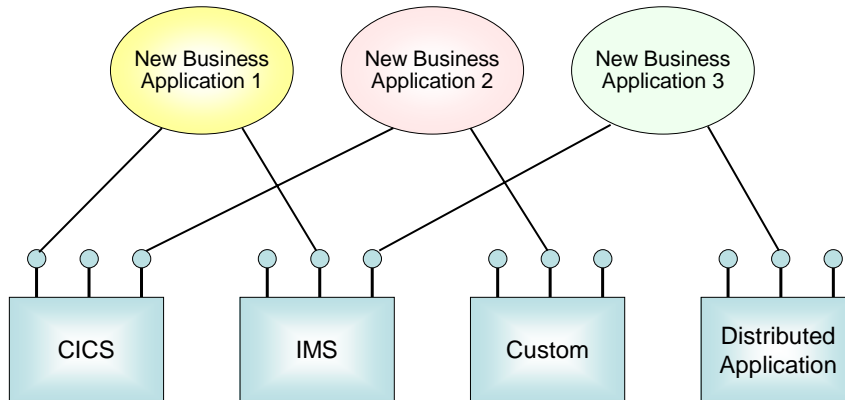 New Business
Application 1
New Business
Application 2
New Business
Application 3
CICS
IMS
Custom
Distributed
Application